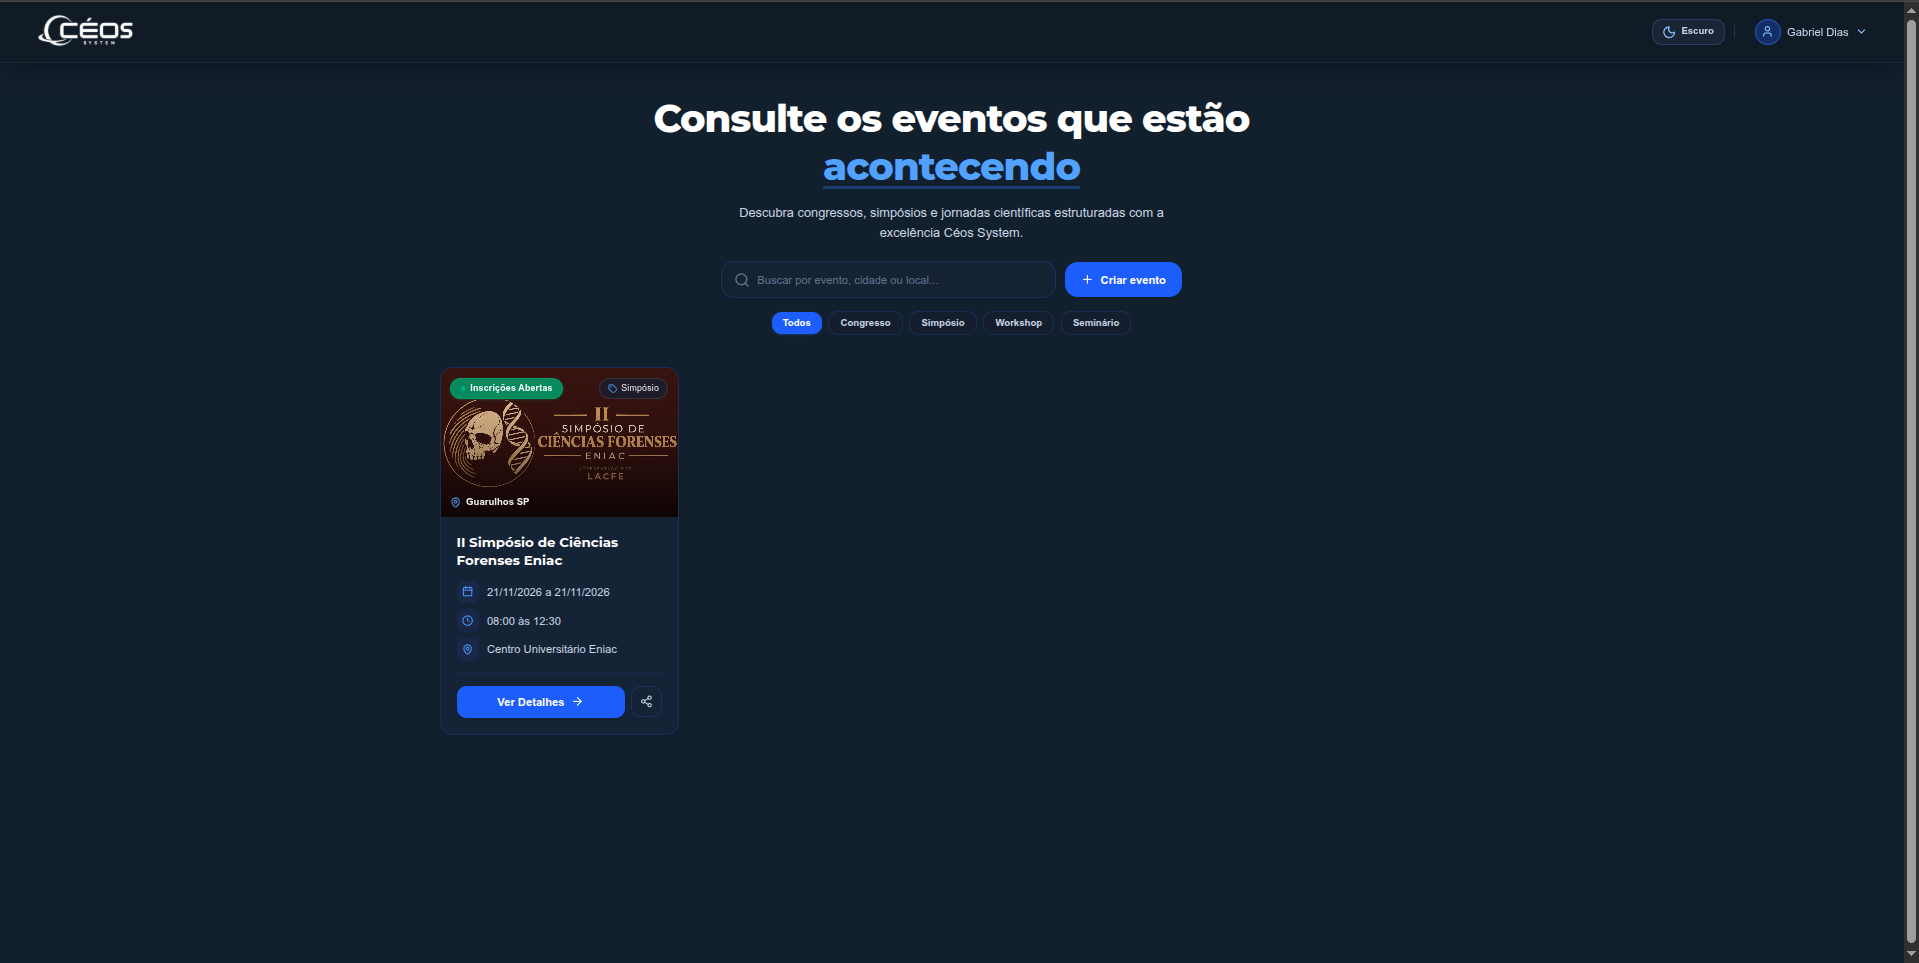 CÉOS
SYSTEM
Escuro
Gabriel Dias
Consulte os eventos que estão
acontecendo
Descubra congressos, simpósios e jornadas científicas estruturadas com a
excelência Céos System.
Buscar por evento, cidade ou local...
Criar evento
Todos
Congresso
Simpósio
Workshop
Seminário
Inscrições Abertas
Simpósio
II
SIMPÓSIO DE
CIÊNCIAS FORENSES
ENIAC
LACFE
Guarulhos SP
II Simpósio de Ciências
Forenses Eniac
21/11/2026 a 21/11/2026
08:00 às 12:30
Centro Universitário Eniac
Ver Detalhes